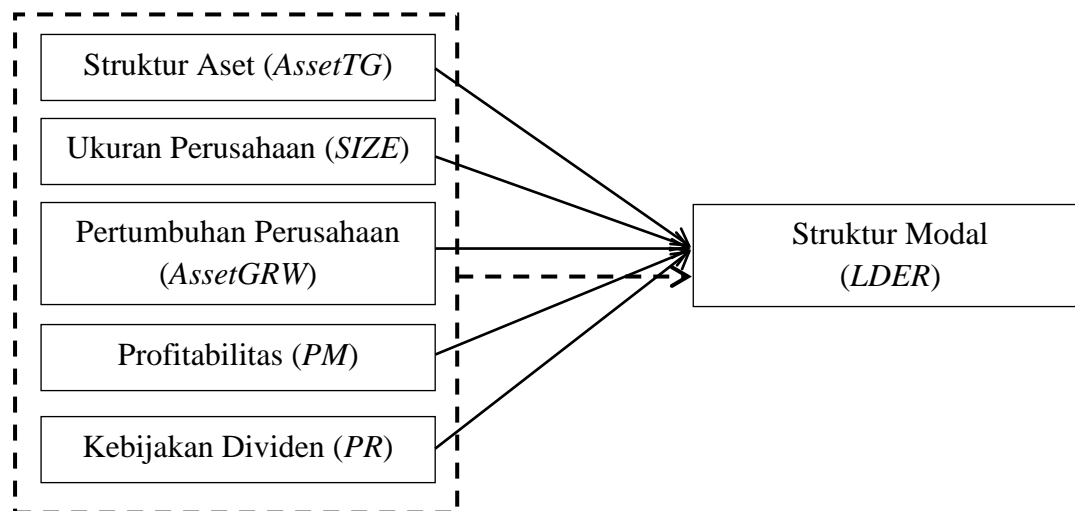 Struktur Aset (AssetTG)
Ukuran Perusahaan (SIZE)
Pertumbuhan Perusahaan
(AssetGRW)
Profitabilitas (PM)
Kebijakan Dividen (PR)
Struktur Modal
(LDER)